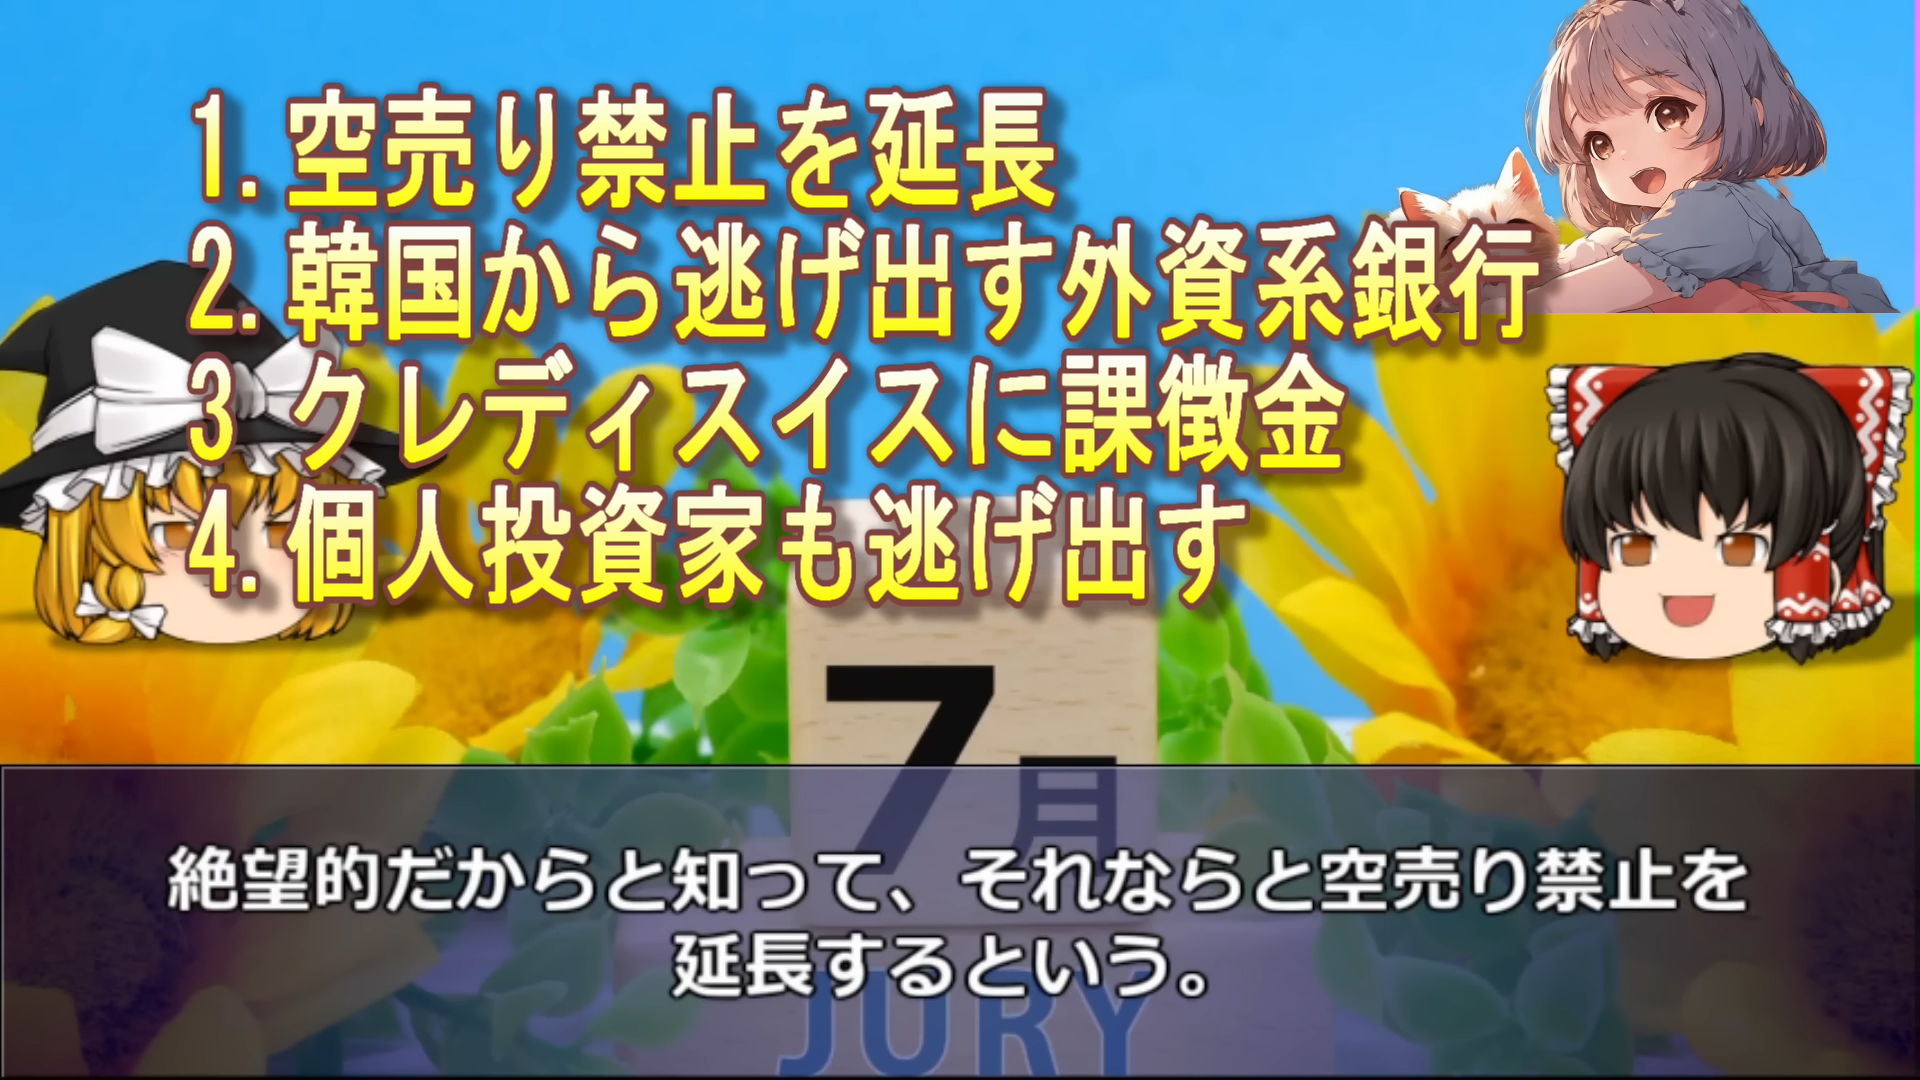 1.空売り禁止を延長
2.韓国から逃げ出す外資系銀行
3.クレディスイスに課徴金
4.個人投資家も逃げ出す
7月
絶望的だからと知って、それならと空売り禁止を
延長するという。
JURY